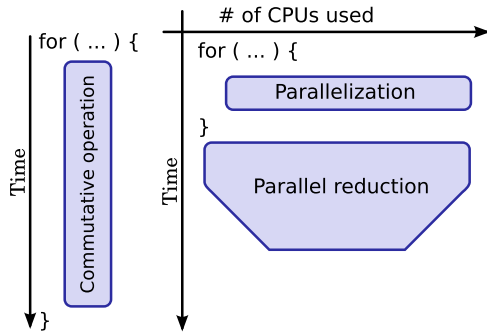 # of CPUs used
for ( ... ) {
Time
Commutative operation
}
for ( ... ) {
Time
Parallelization
}
Parallel reduction